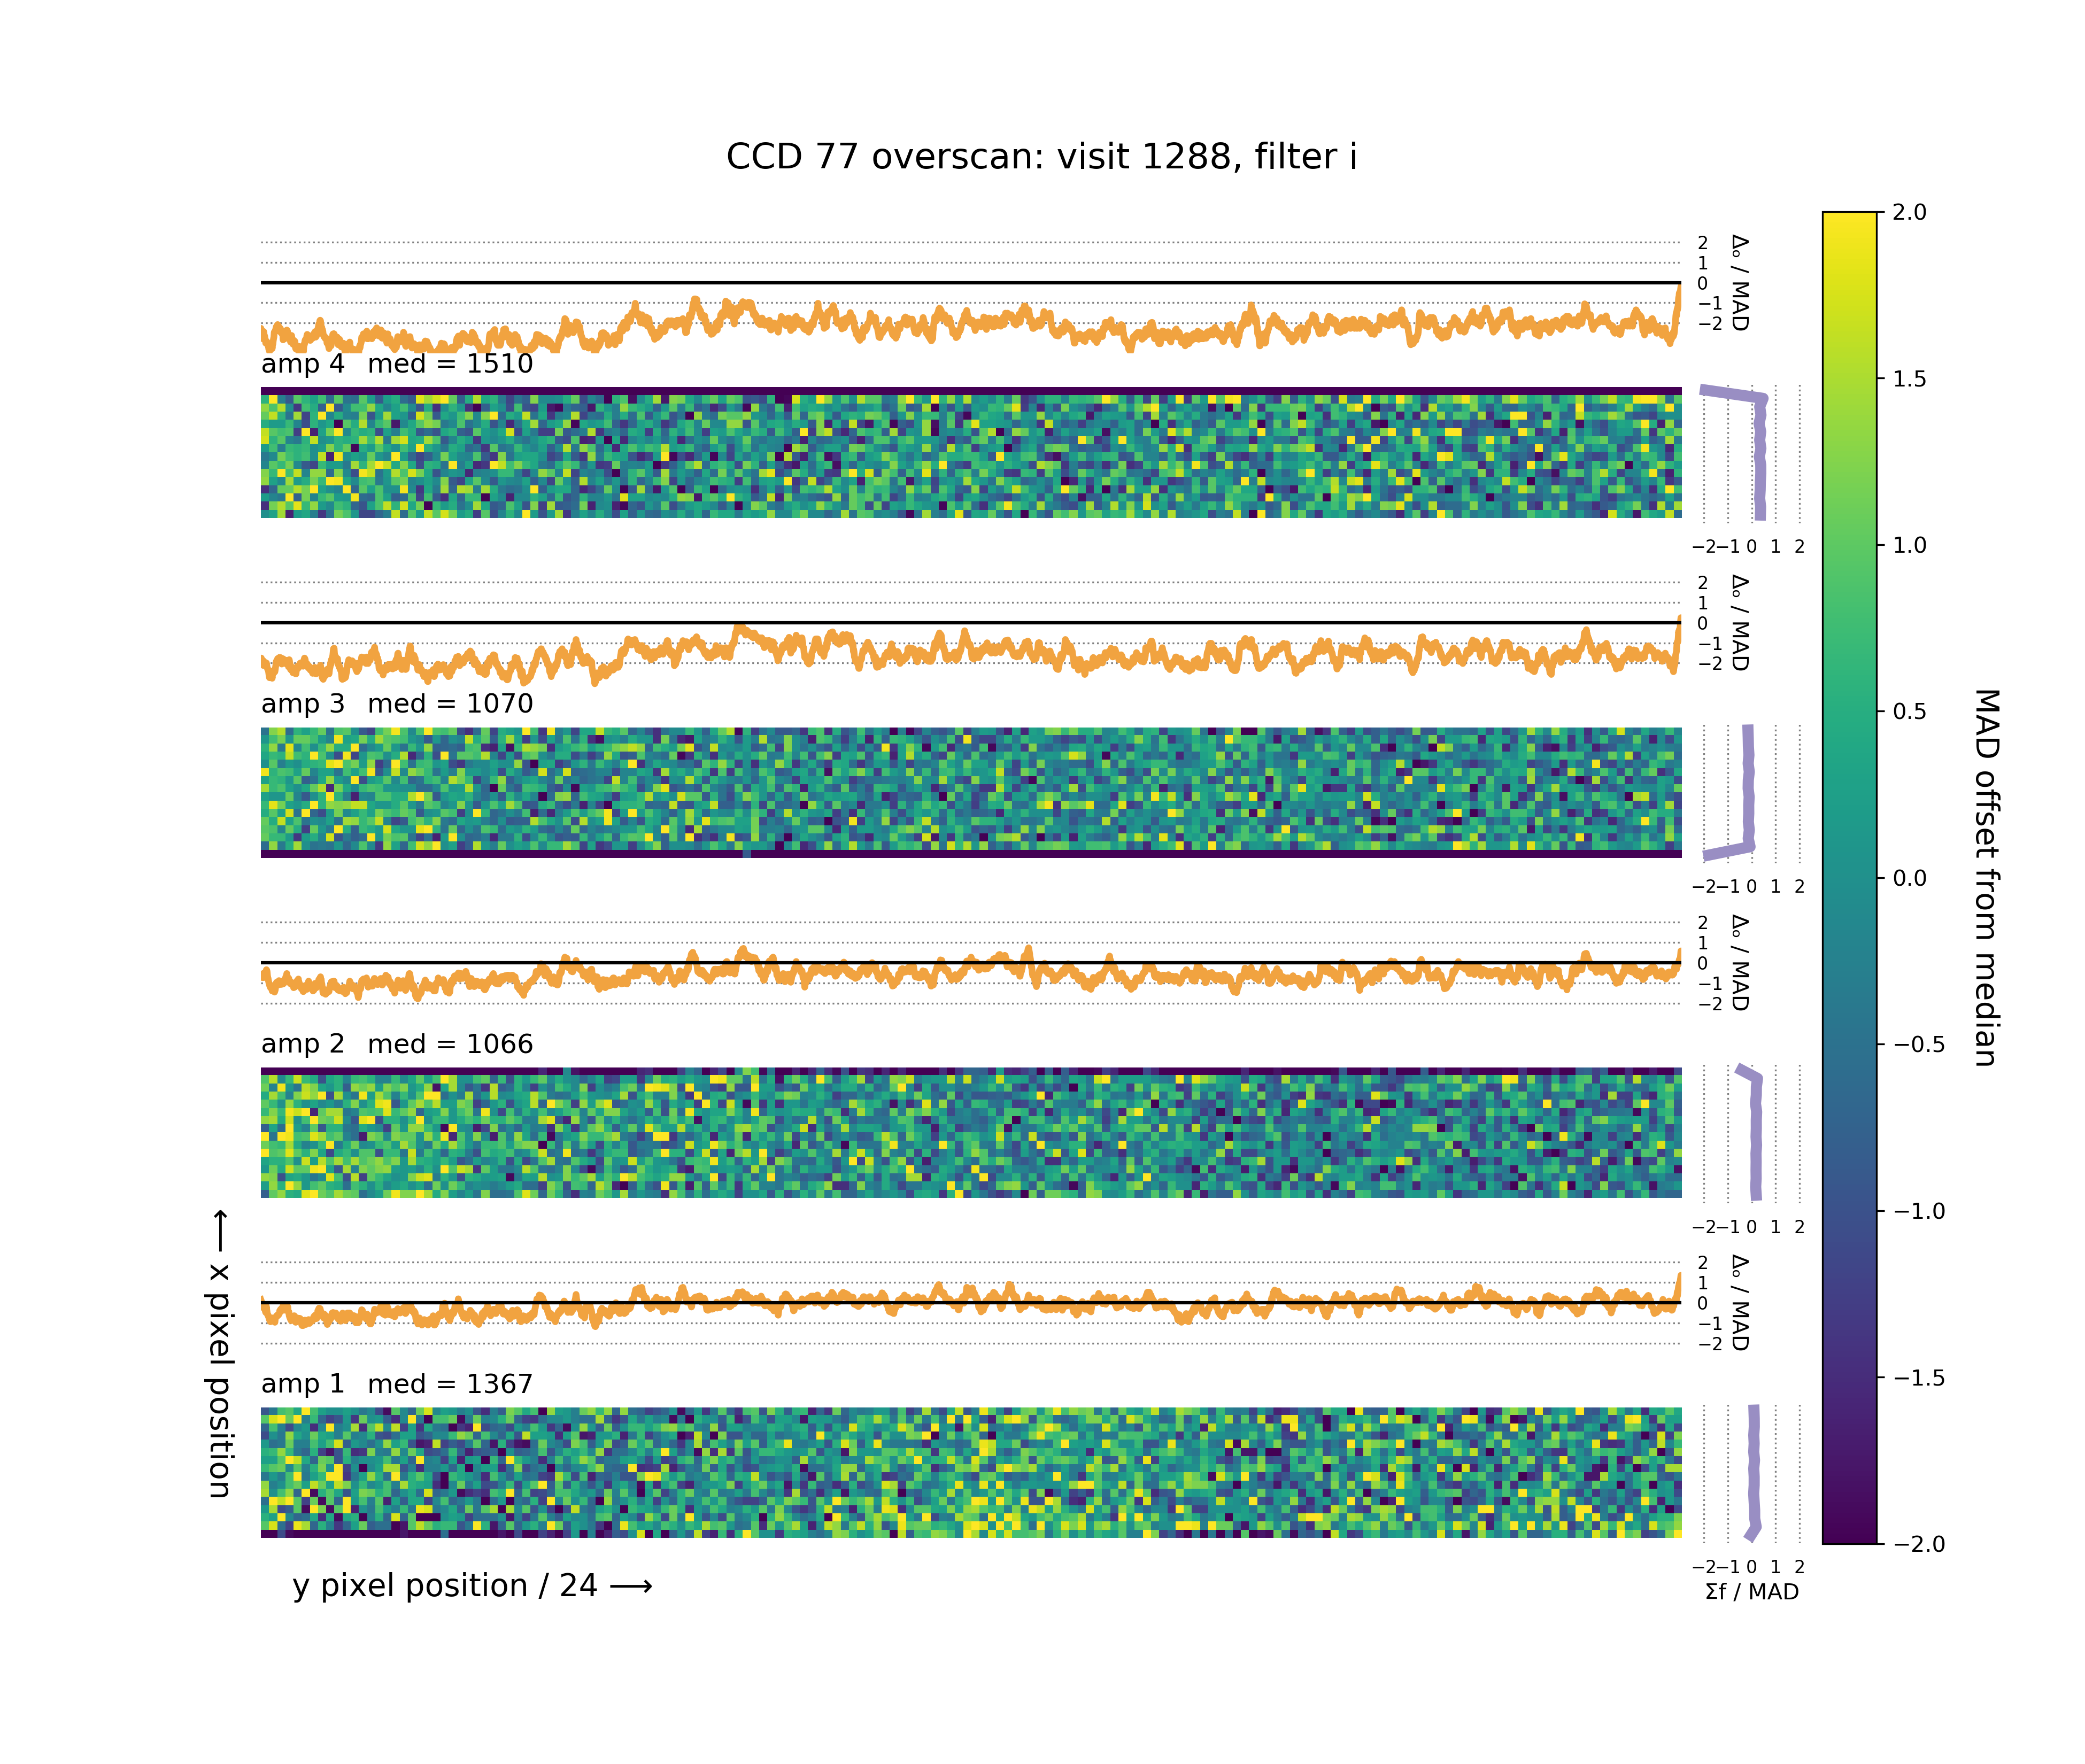 CCD 77 overscan: visit 1288, filter i
2
1
0
−1
−2
Δₒ / MAD
amp 4 med = 1510
−2 −1 0 1 2
2
1
0
−1
−2
Δₒ / MAD
amp 3 med = 1070
−2 −1 0 1 2
2
1
0
−1
−2
Δₒ / MAD
amp 2 med = 1066
−2 −1 0 1 2
2
1
0
−1
−2
Δₒ / MAD
amp 1 med = 1367
−2 −1 0 1 2
Σf / MAD
⟵ x pixel position
y pixel position / 24 ⟶
2.0
1.5
1.0
0.5
0.0
−0.5
−1.0
−1.5
−2.0
MAD offset from median